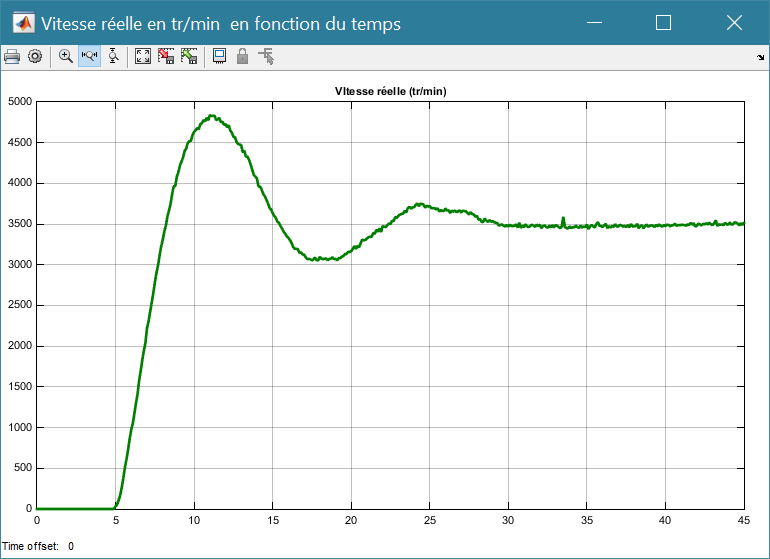 Vitesse réelle en tr/min  en fonction du temps
VItesse réelle (tr/min)
5000
4500
4000
3500
3000
2500
2000
1500
1000
500
0
0 5 10 15 20 25 30 35 40 45
Time offset: 0